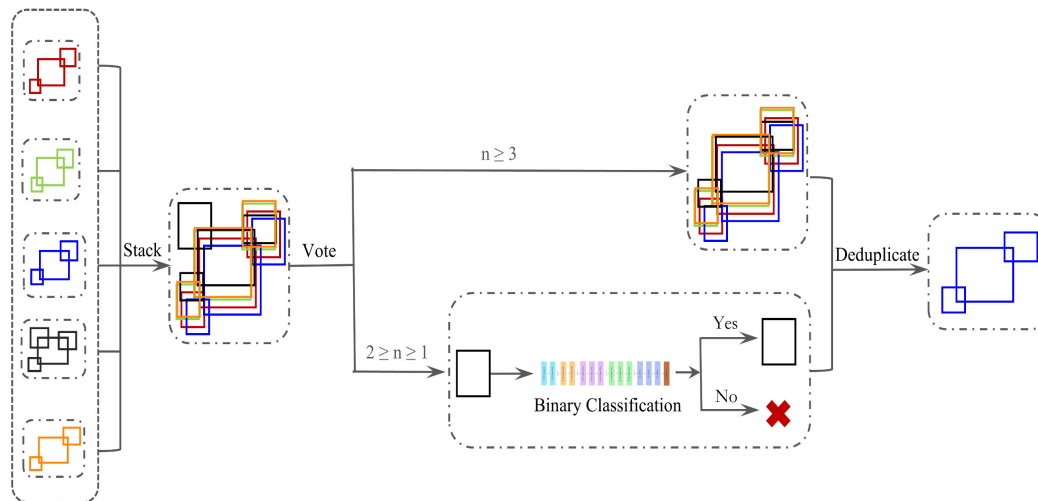 Stack
Vote
n ≥ 3
2 ≥ n ≥ 1
Binary Classification
Yes
No
Deduplicate